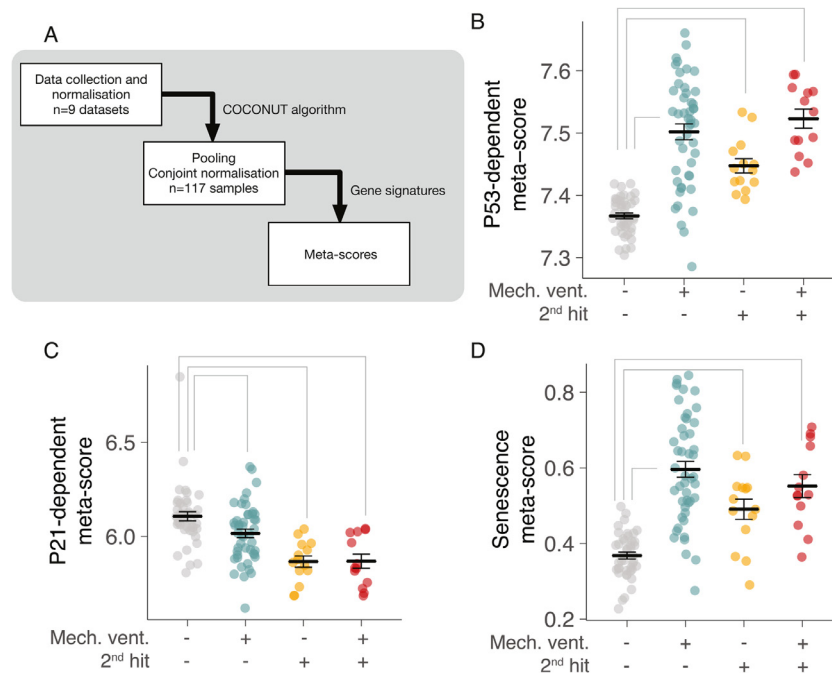 A
Data collection and
normalisation
n=9 datasets
COCONUT algorithm
Pooling
Conjoint normalisation
n=117 samples
Gene signatures
Meta-scores
B
P53-dependent
meta−score
7.6
7.5
7.4
7.3
Mech. vent. - + - +
2nd hit - - + +
C
P21-dependent
meta-score
6.5
6.0
Mech. vent. - + - +
2nd hit - - + +
D
Senescence
meta-score
0.8
0.6
0.4
0.2
Mech. vent. - + - +
2nd hit - - + +